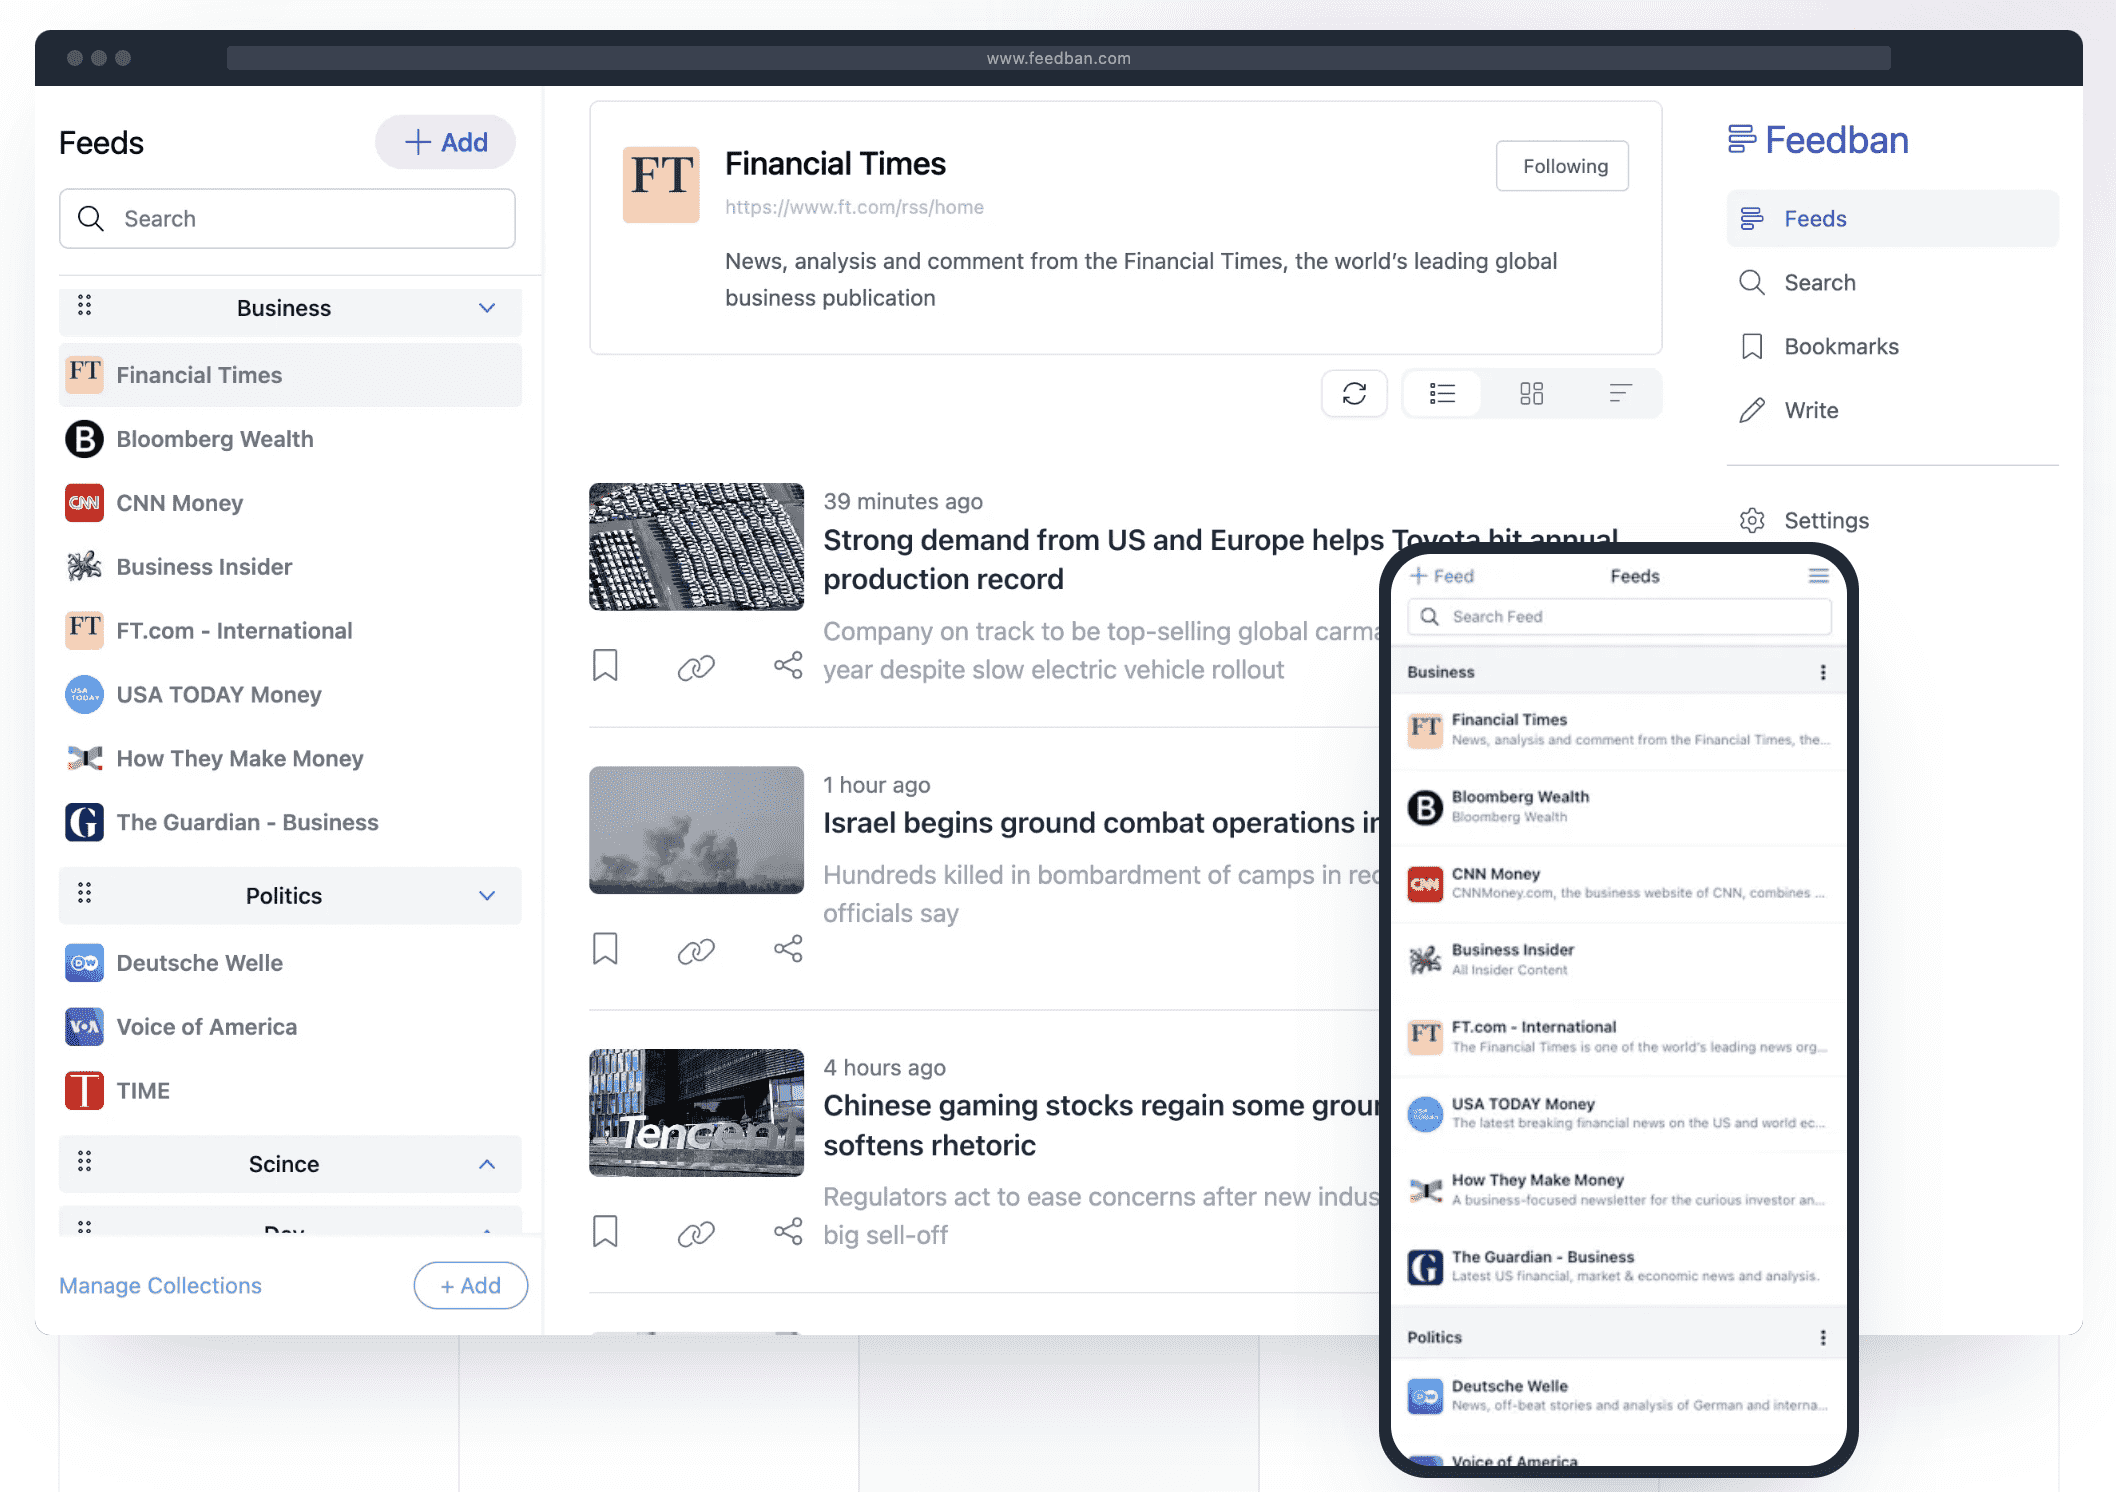 www.feedban.com
Feeds
+ Add
Search
Business
FT Financial Times
B Bloomberg Wealth
CNN CNN Money
Business Insider
FT FT.com - International
USA TODAY USA TODAY Money
How They Make Money
G The Guardian - Business
Politics
DW Deutsche Welle
VOA Voice of America
T TIME
Scince
Manage Collections
+ Add
FT
Financial Times
Following
https://www.ft.com/rss/home
News, analysis and comment from the Financial Times, the world's leading global
business publication
39 minutes ago
Strong demand from US and Europe helps Toyota hit annual
production record
Company on track to be top-selling global
year despite slow electric vehicle rollout
1 hour ago
Israel begins ground combat operations
Hundreds killed in bombardment of camps in
officials say
4 hours ago
Chinese gaming stocks regain some
softens rhetoric
Regulators act to ease concerns after new
big sell-off
Tencent
Feedban
Feeds
Search
Bookmarks
Write
Settings
+ Feed
Feeds
Search Feed
Business
FT Financial Times
News, analysis and comment from the Financial Times, the...
B Bloomberg Wealth
Bloomberg Wealth
CNN CNN Money
CNNMoney.com, the business website of CNN, combines ...
Business Insider
All Insider Content
FT FT.com - International
The Financial Times is one of the world's leading news org...
USA TODAY Money
The latest breaking financial news on the US and world ec...
How They Make Money
A business-focused newsletter for the curious investor an...
G The Guardian - Business
Latest US financial, market & economic news and analysis.
Politics
DW Deutsche Welle
News, off-beat stories and analysis of German and interna...
Voice of America